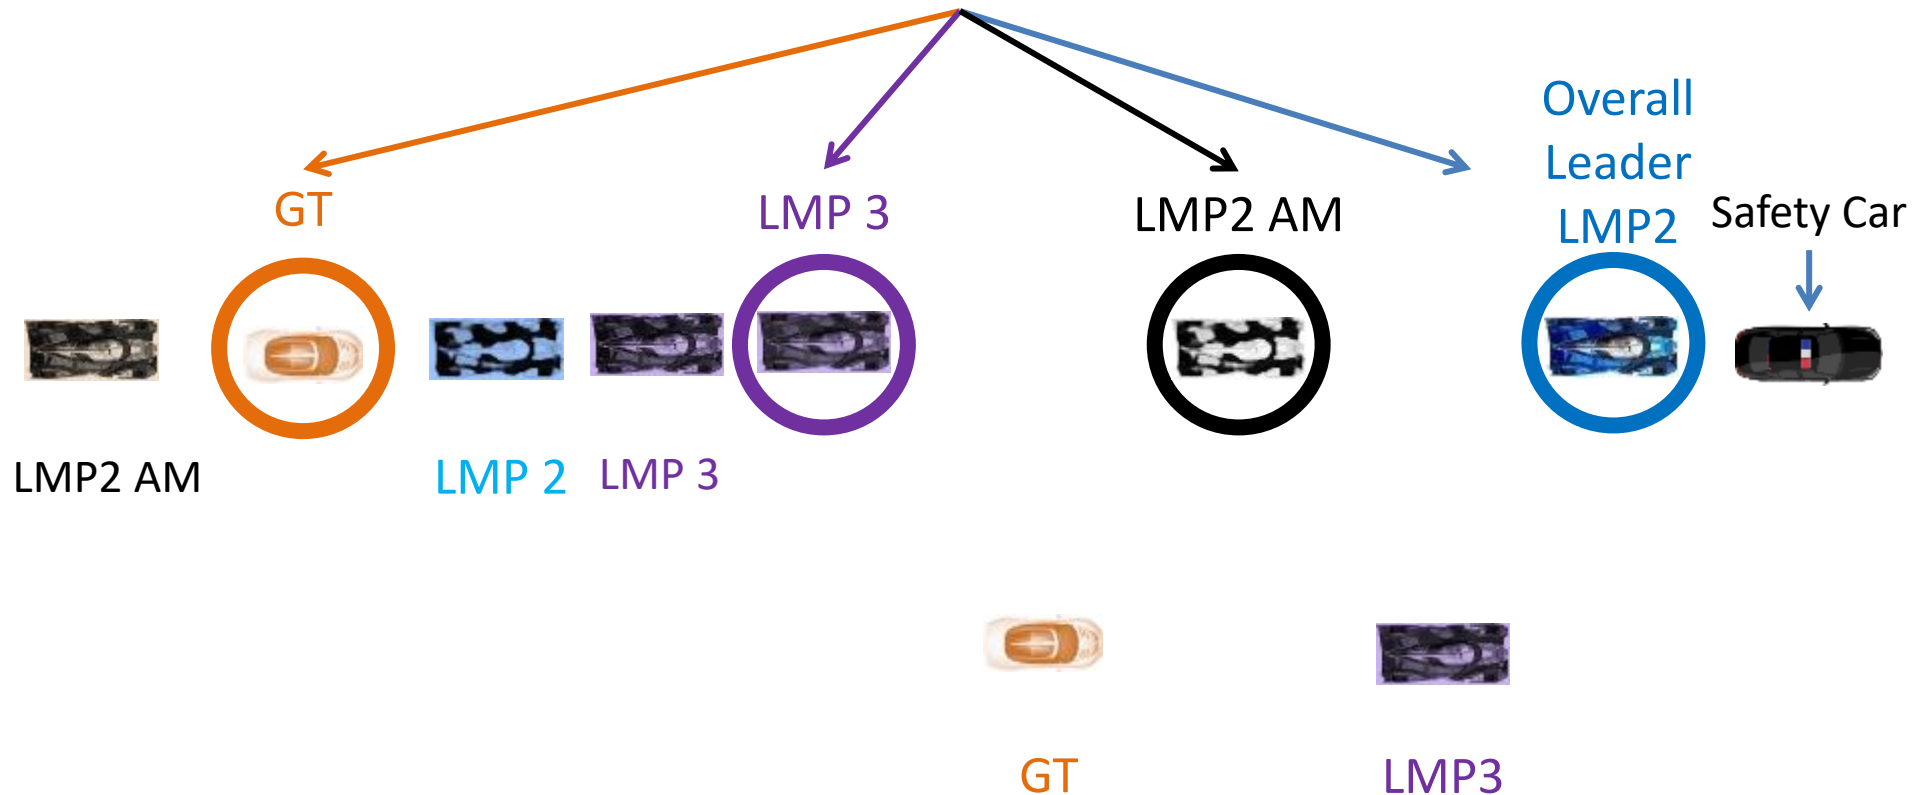 Overall
Leader
LMP2
GT
LMP 3
LMP2 AM
Safety Car
LMP2 AM
LMP 2
LMP 3
GT
LMP3